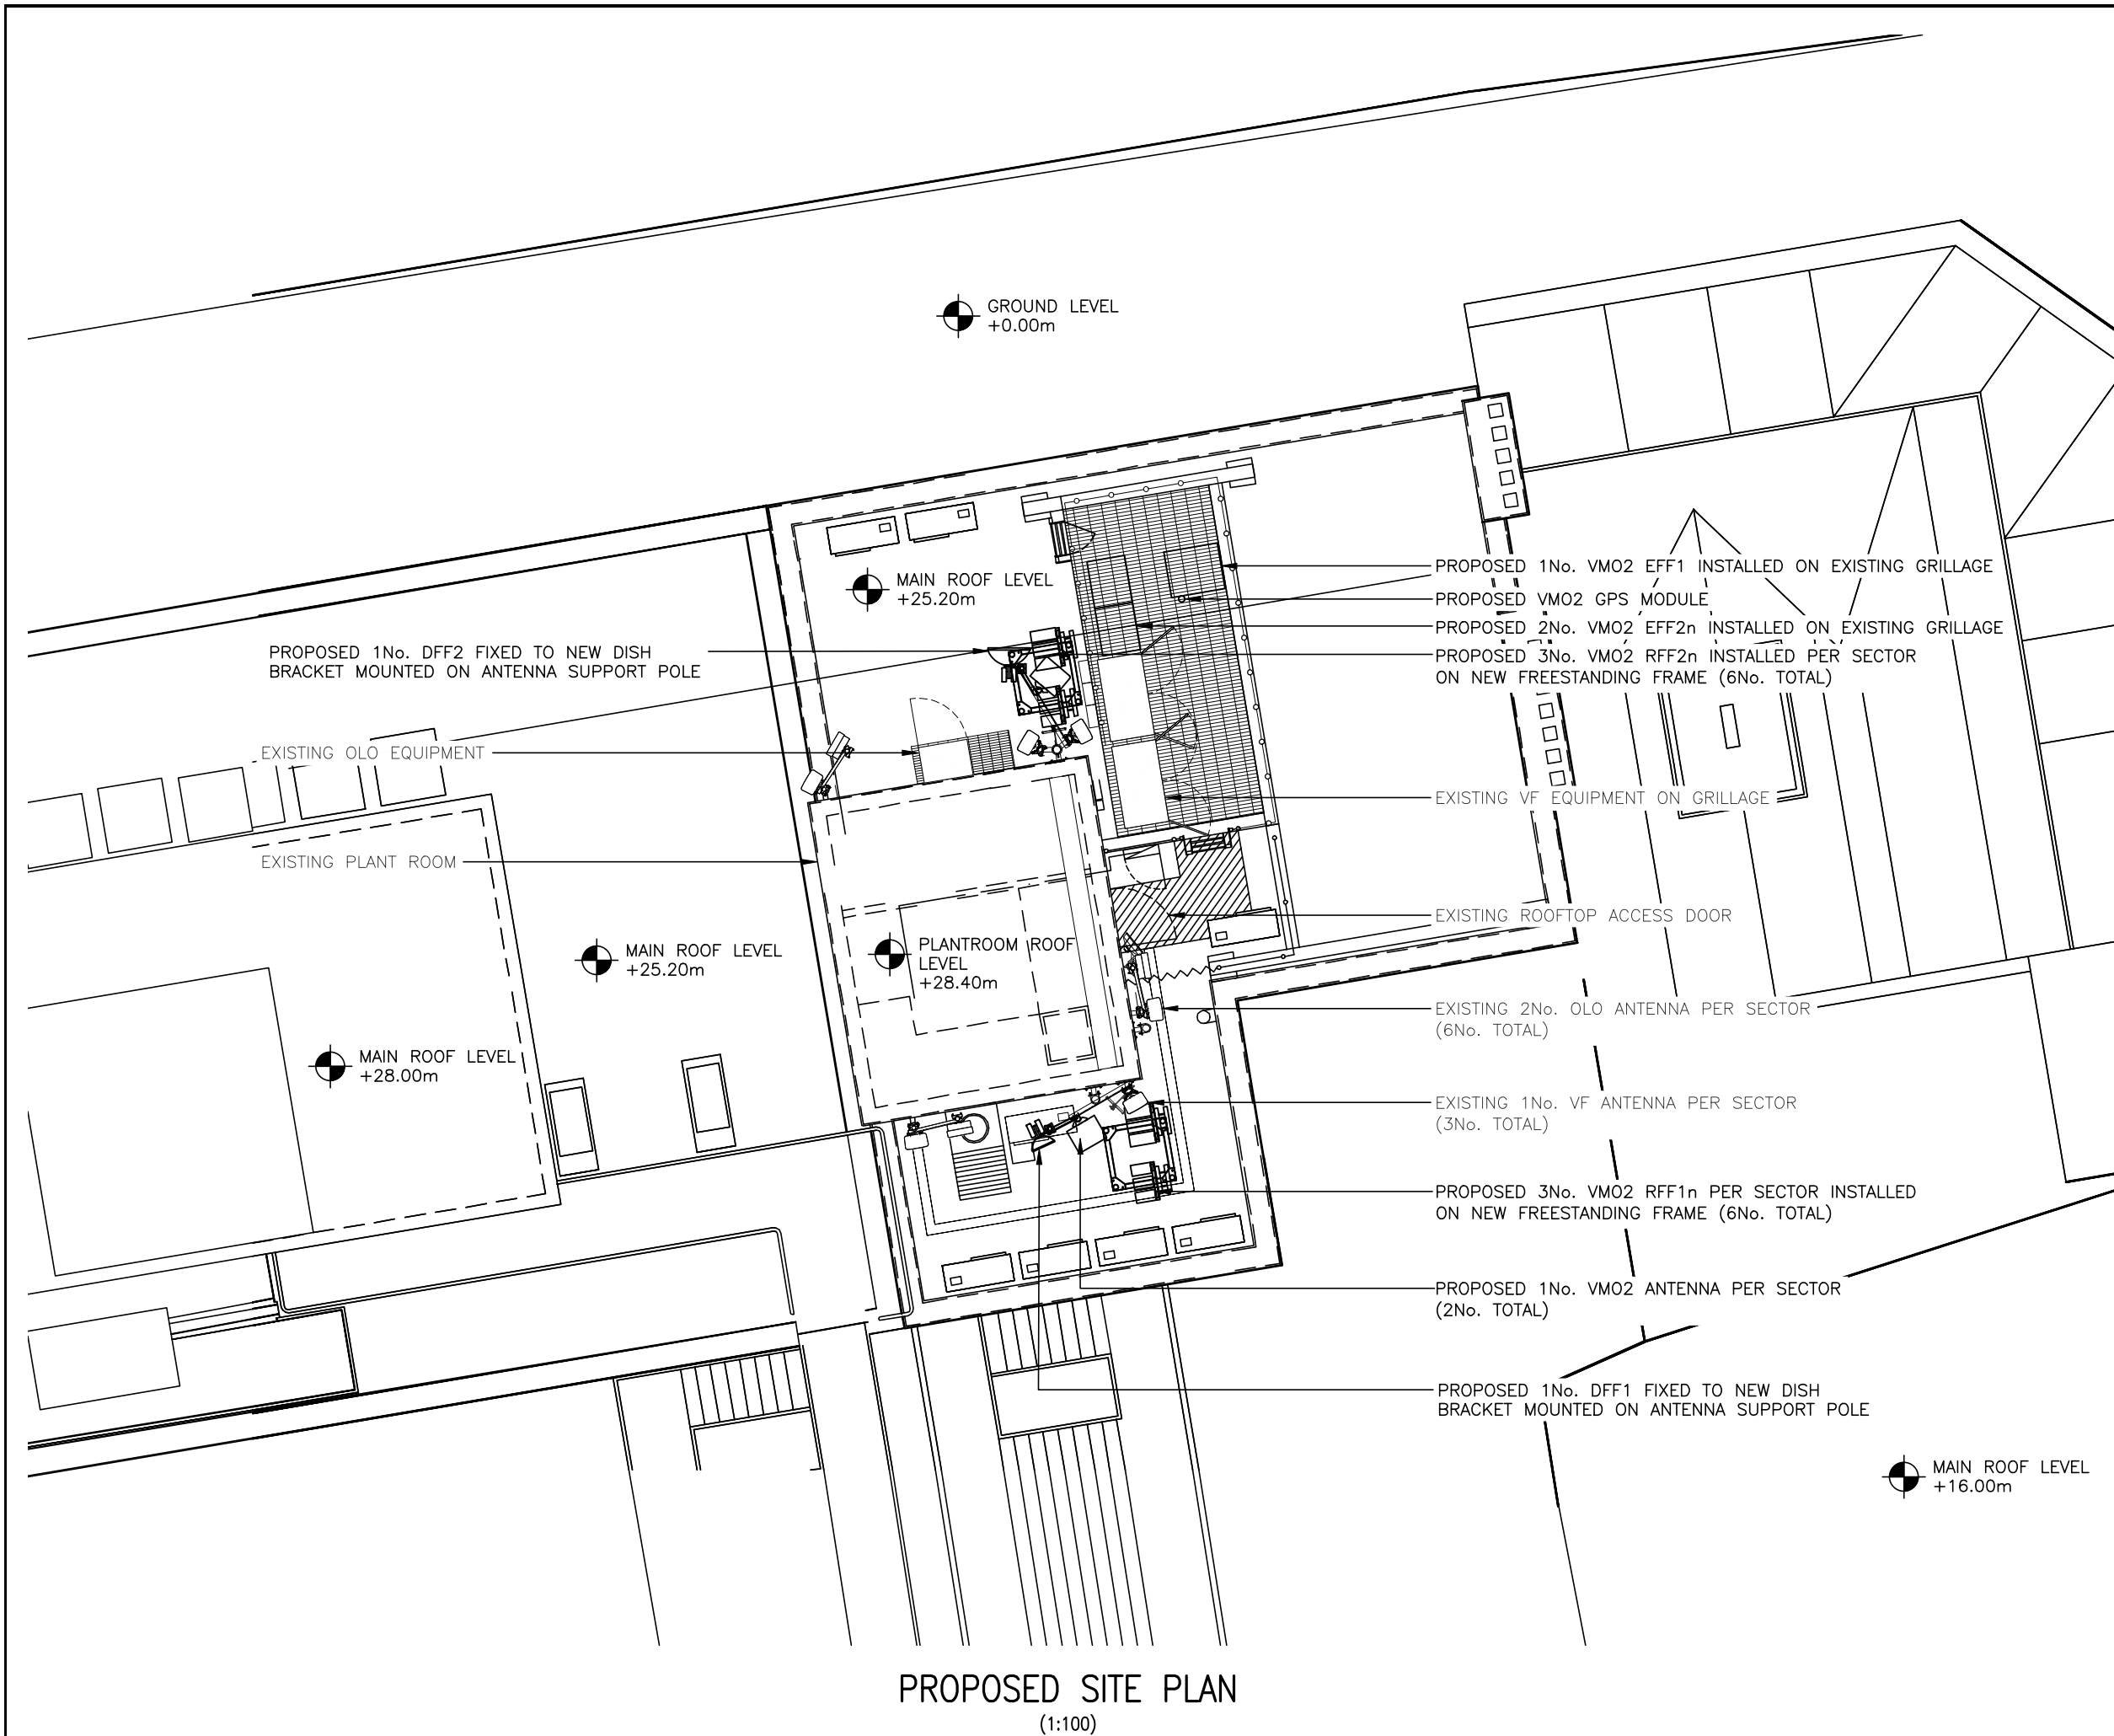 GROUND LEVEL
+0.00m
MAIN ROOF LEVEL
+25.20m
PROPOSED 1No. DFF2 FIXED TO NEW DISH
BRACKET MOUNTED ON ANTENNA SUPPORT POLE
EXISTING OLO EQUIPMENT
EXISTING PLANT ROOM
MAIN ROOF LEVEL
+25.20m
PLANTROOM ROOF
LEVEL
+28.40m
MAIN ROOF LEVEL
+28.00m
PROPOSED 1No. VMO2 EFF1 INSTALLED ON EXISTING GRILLAGE
PROPOSED VMO2 GPS MODULE
PROPOSED 2No. VMO2 EFF2n INSTALLED ON EXISTING GRILLAGE
PROPOSED 3No. VMO2 RFF2n INSTALLED PER SECTOR
ON NEW FREESTANDING FRAME (6No. TOTAL)
EXISTING VF EQUIPMENT ON GRILLAGE
EXISTING ROOFTOP ACCESS DOOR
EXISTING 2No. OLO ANTENNA PER SECTOR
(6No. TOTAL)
EXISTING 1No. VF ANTENNA PER SECTOR
(3No. TOTAL)
PROPOSED 3No. VMO2 RFF1n PER SECTOR INSTALLED
ON NEW FREESTANDING FRAME (6No. TOTAL)
PROPOSED 1No. VMO2 ANTENNA PER SECTOR
(2No. TOTAL)
PROPOSED 1No. DFF1 FIXED TO NEW DISH
BRACKET MOUNTED ON ANTENNA SUPPORT POLE
MAIN ROOF LEVEL
+16.00m
PROPOSED SITE PLAN
(1:100)